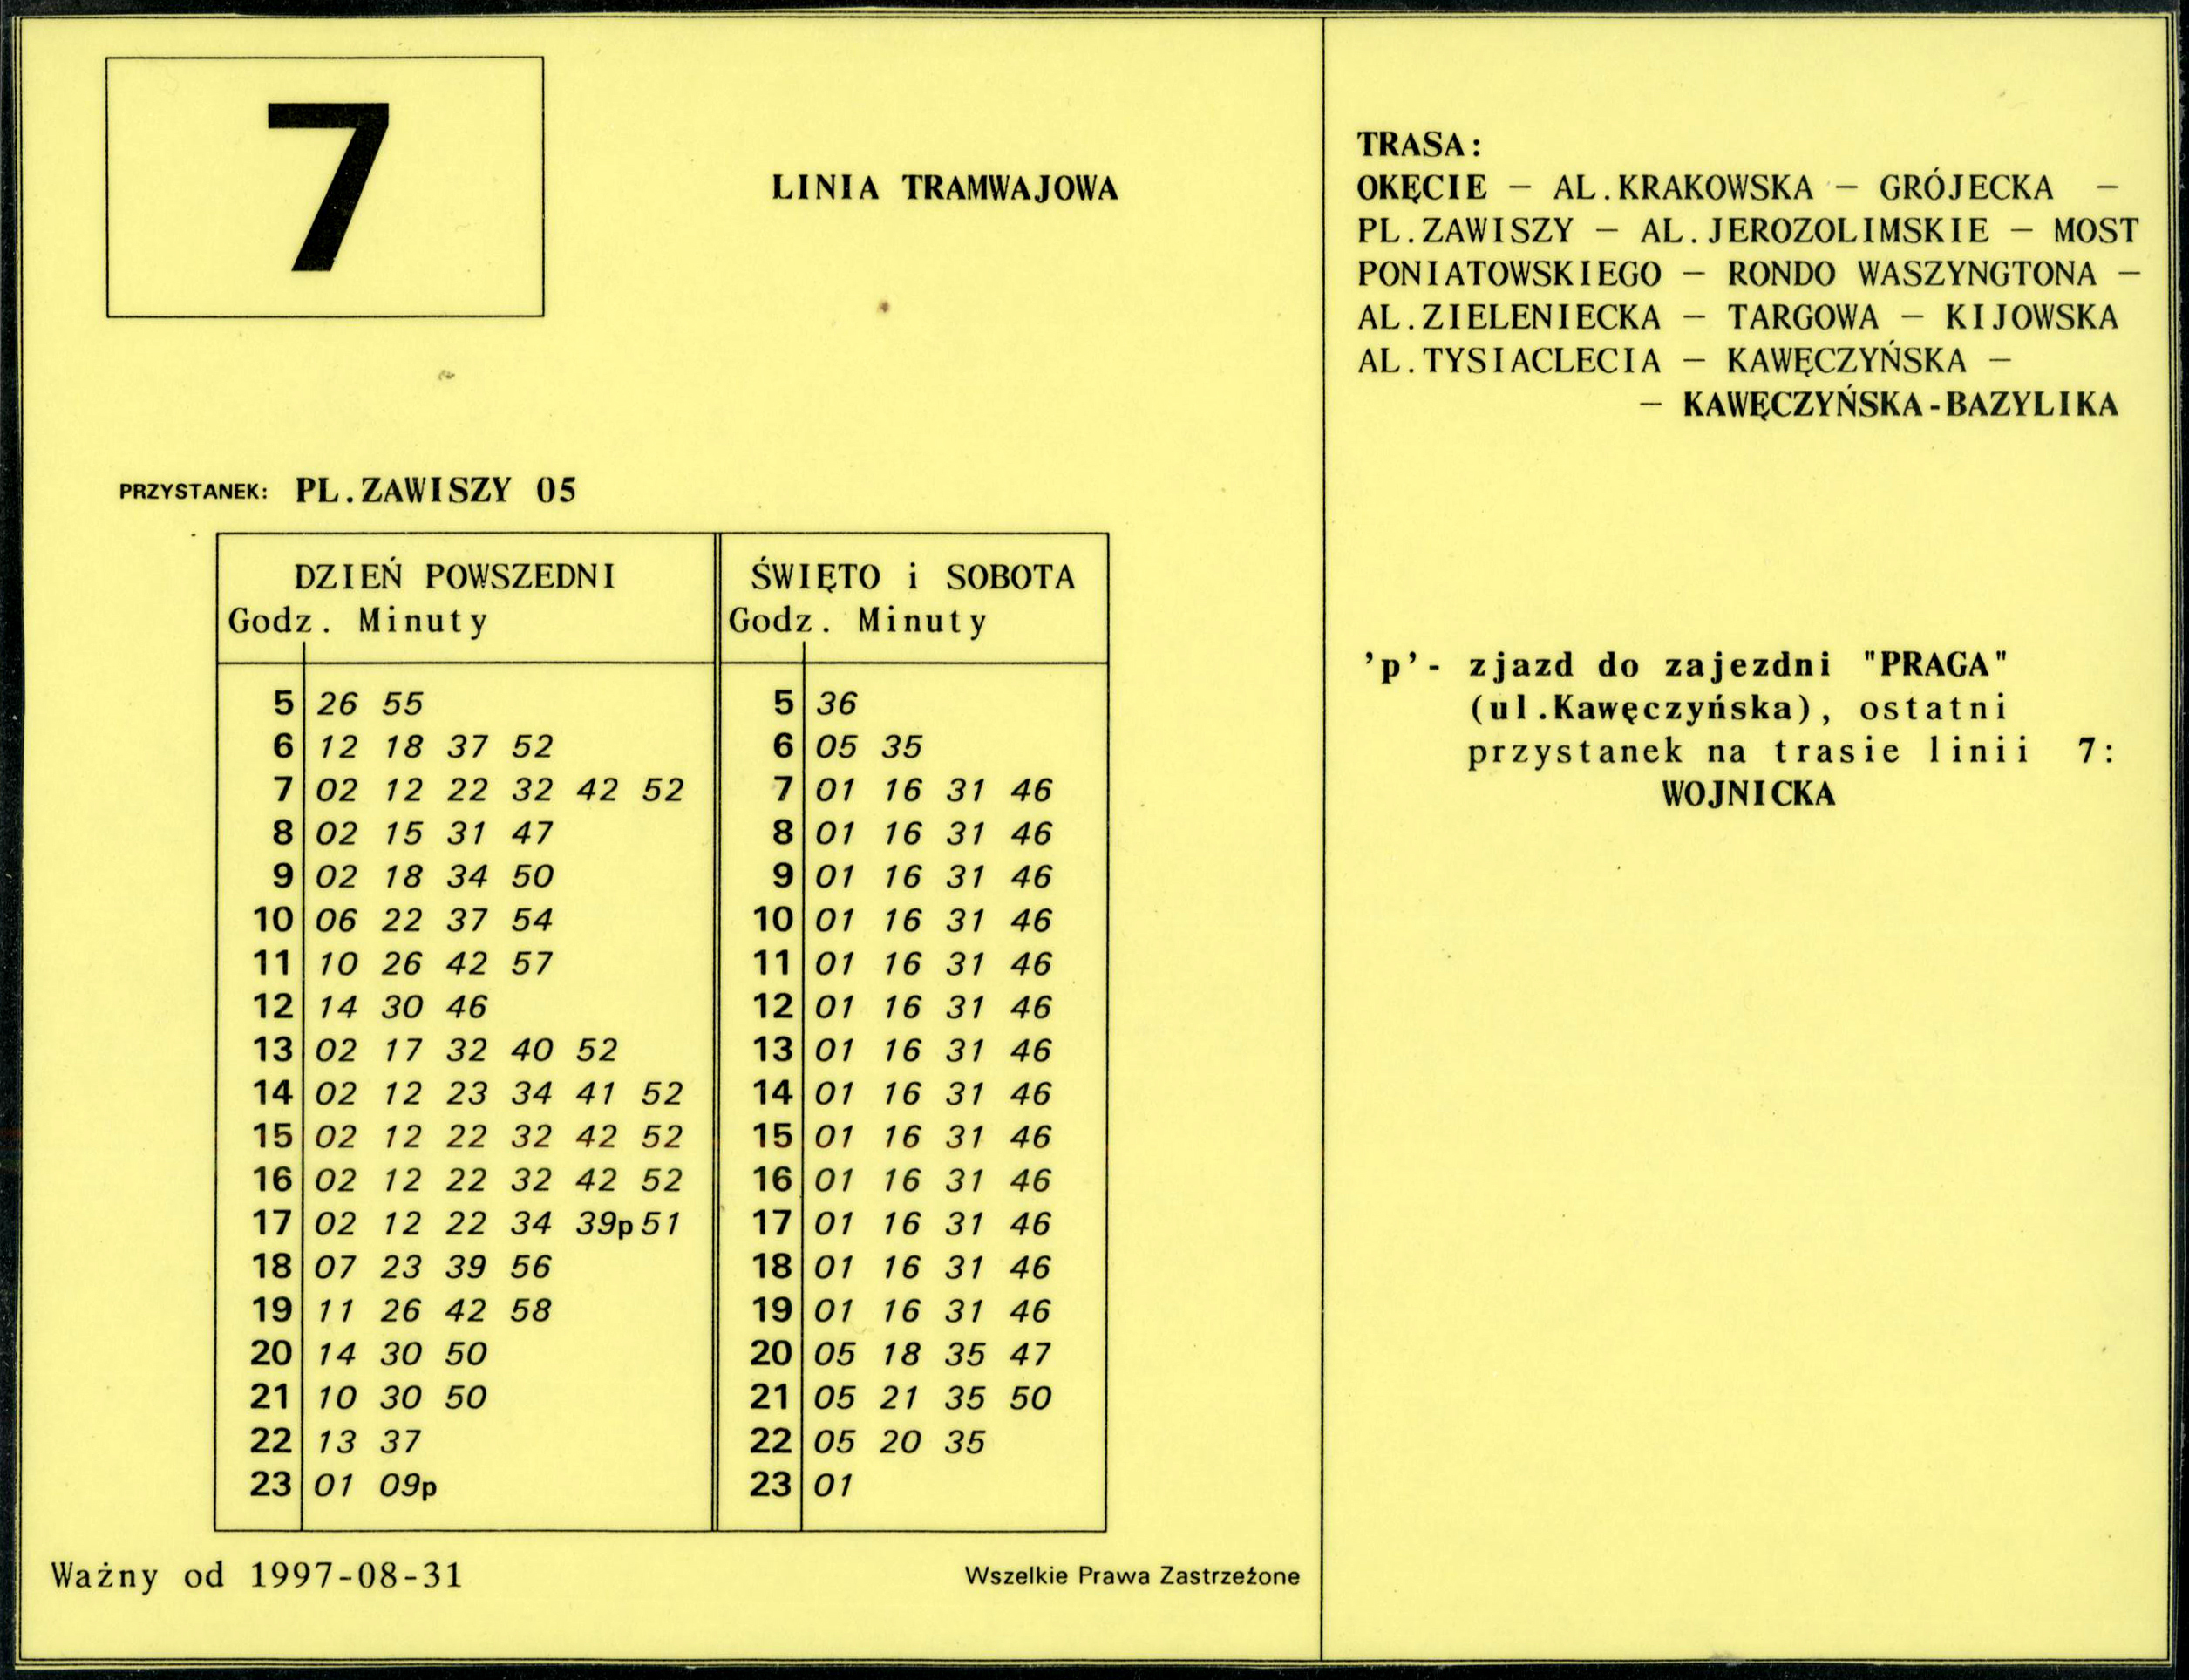 7
LINIA TRAMWAJOWA
PRZYSTANEK: PL.ZAWISZY 05
DZIEŃ POWSZEDNI
Godz. Minuty
5 26 55
6 12 18 37 52
7 02 12 22 32 42 52
8 02 15 31 47
9 02 18 34 50
10 06 22 37 54
11 10 26 42 57
12 14 30 46
13 02 17 32 40 52
14 02 12 23 34 41 52
15 02 12 22 32 42 52
16 02 12 22 32 42 52
17 02 12 22 34 39p 51
18 07 23 39 56
19 11 26 42 58
20 14 30 50
21 10 30 50
22 13 37
23 01 09p
ŚWIĘTO i SOBOTA
Godz. Minuty
5 36
6 05 35
7 01 16 31 46
8 01 16 31 46
9 01 16 31 46
10 01 16 31 46
11 01 16 31 46
12 01 16 31 46
13 01 16 31 46
14 01 16 31 46
15 01 16 31 46
16 01 16 31 46
17 01 16 31 46
18 01 16 31 46
19 01 16 31 46
20 05 18 35 47
21 05 21 35 50
22 05 20 35
23 01
Ważny od 1997-08-31
Wszelkie Prawa Zastrzeżone
TRASA:
OKĘCIE — AL.KRAKOWSKA — GRÓJECKA —
PL.ZAWISZY — AL.JEROZOLIMSKIE — MOST
PONIATOWSKIEGO — RONDO WASZYNGTONA —
AL.ZIELENIECKA — TARGOWA — KIJOWSKA
AL.TYSIACLECIA — KAWĘCZYŃSKA —
— KAWĘCZYŃSKA-BAZYLIKA
'p'- zjazd do zajezdni "PRAGA"
(ul.Kawęczyńska), ostatni
przystanek na trasie linii 7:
WOJNICKA